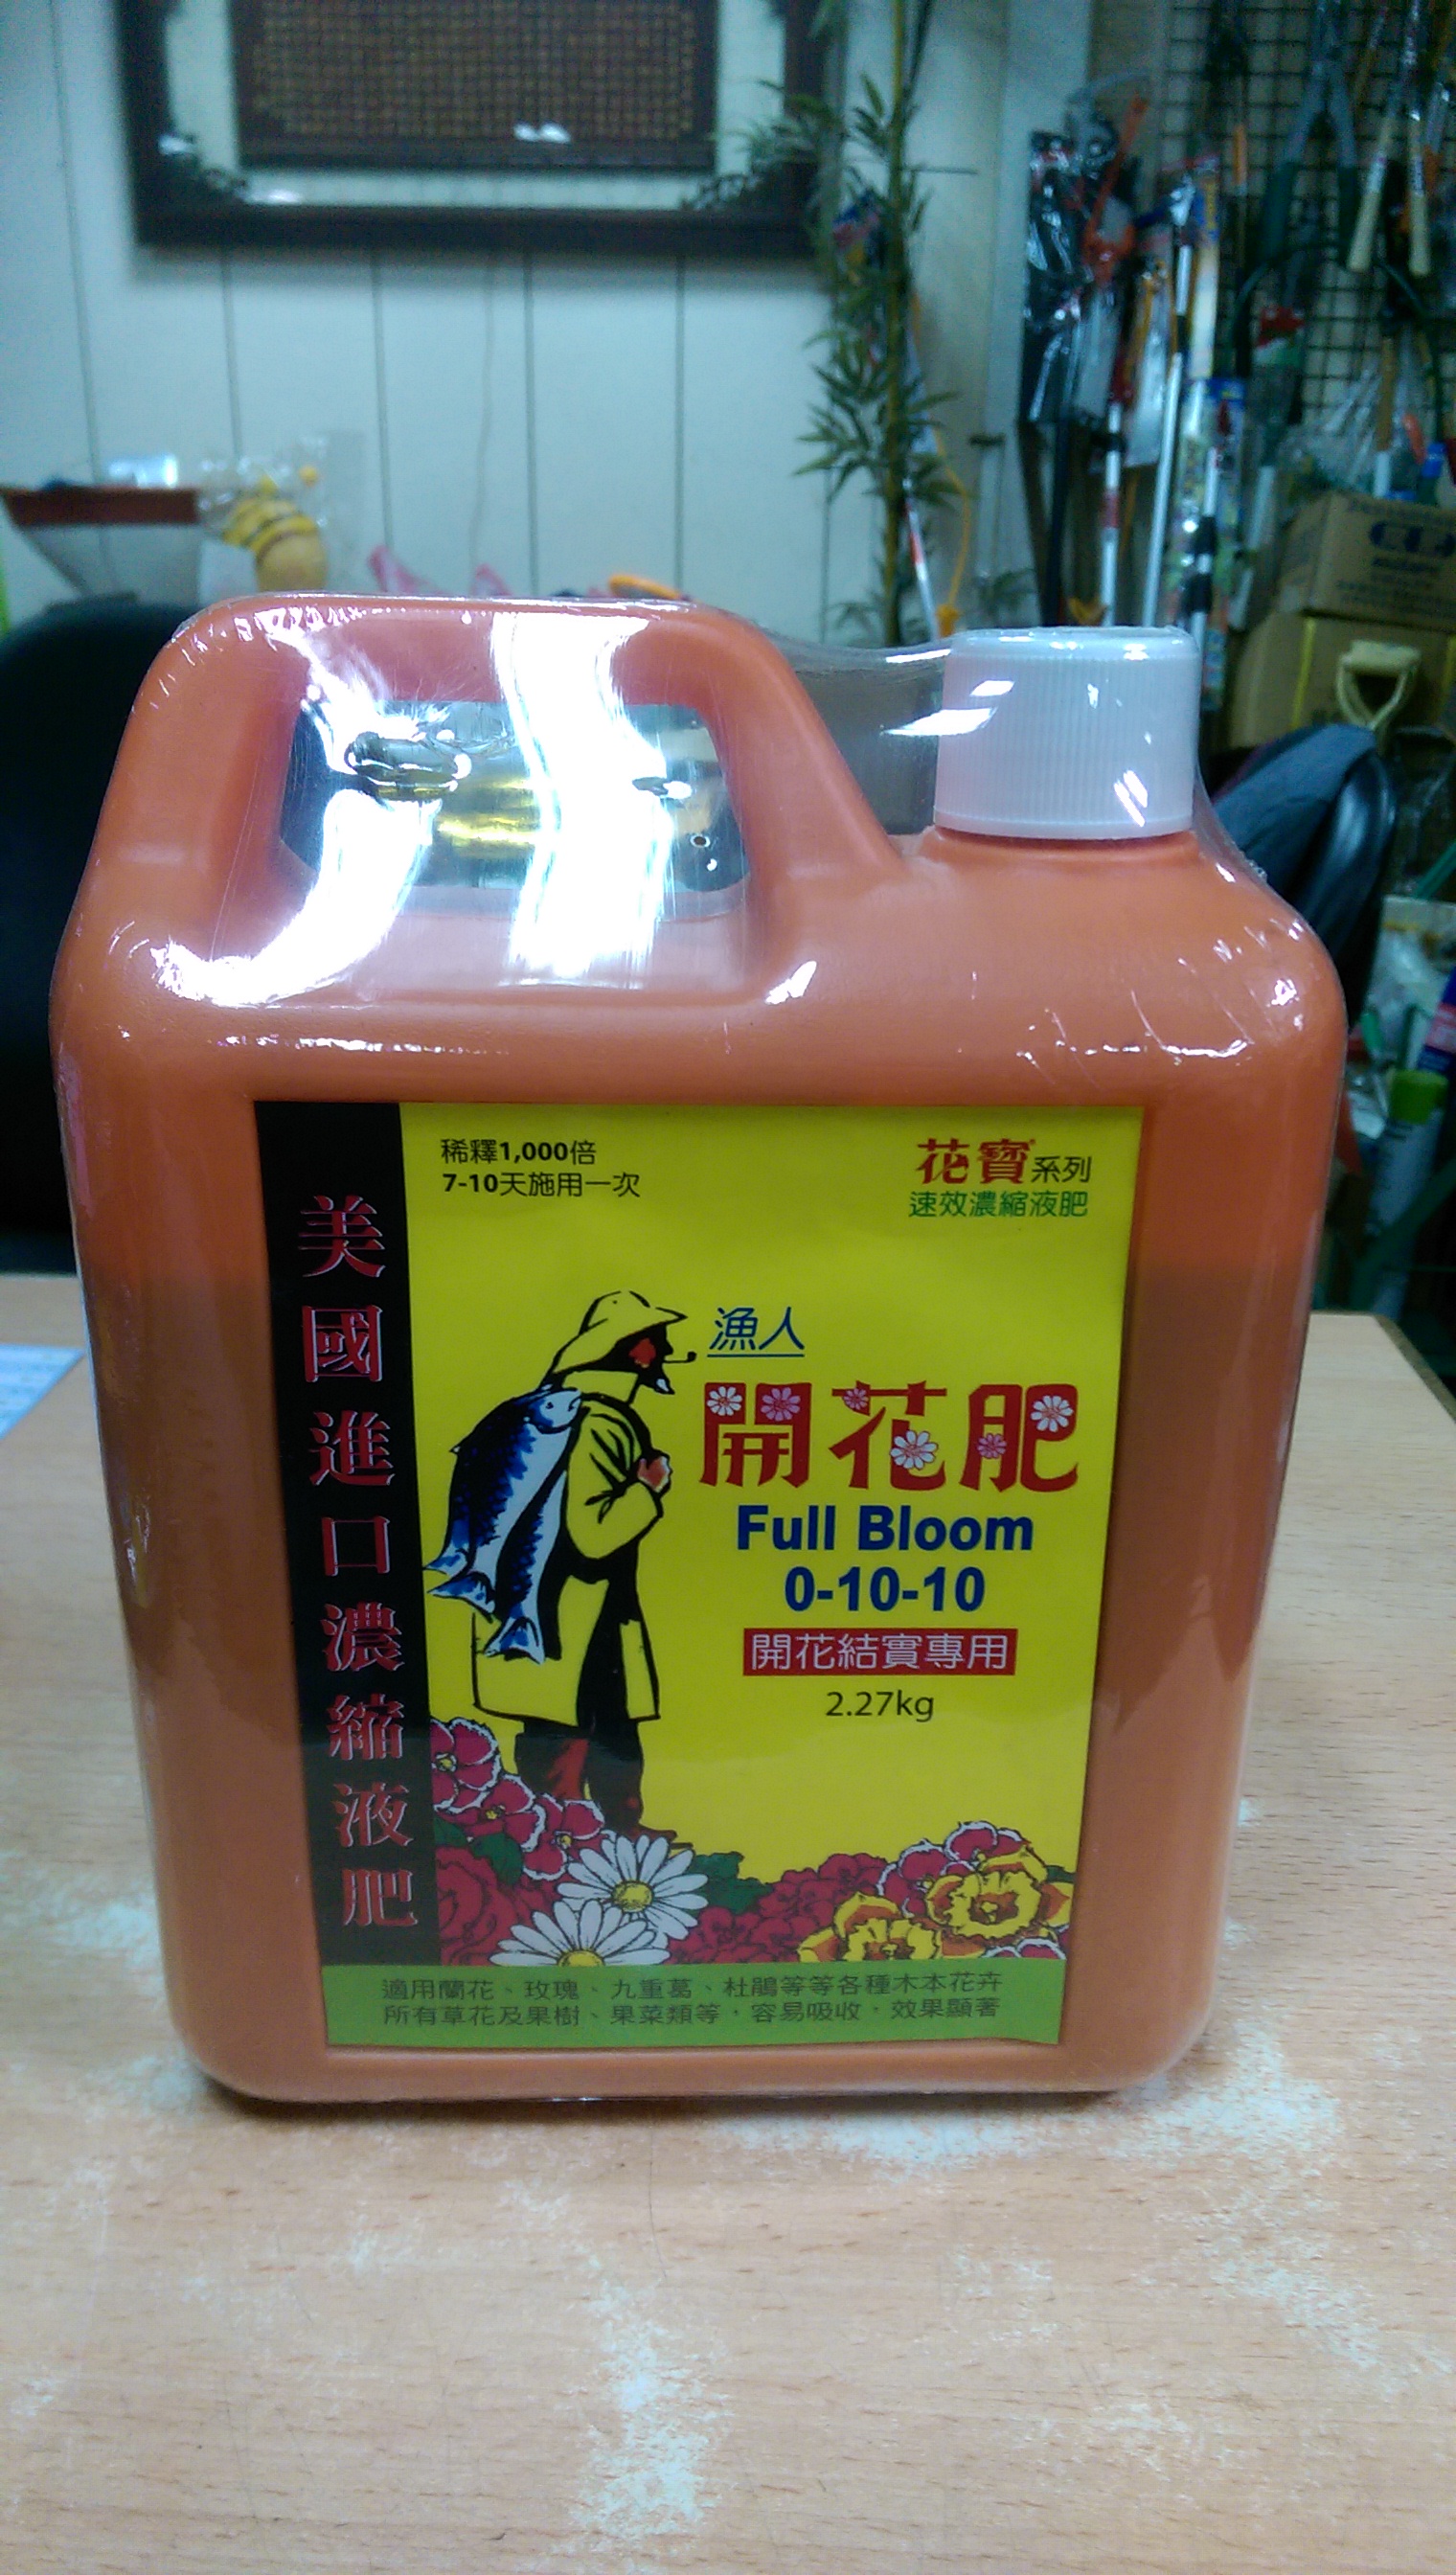 稀釋1,000倍
7-10天施用一次
花寶®系列
速效濃縮液肥
美國進口濃縮液肥
漁人
開花肥
Full Bloom
0-10-10
開花結實專用
2.27kg
適用蘭花、玫瑰、九重葛、杜鵑等等各種木本花卉
所有草花及果樹、果菜類等，容易吸收，效果顯著